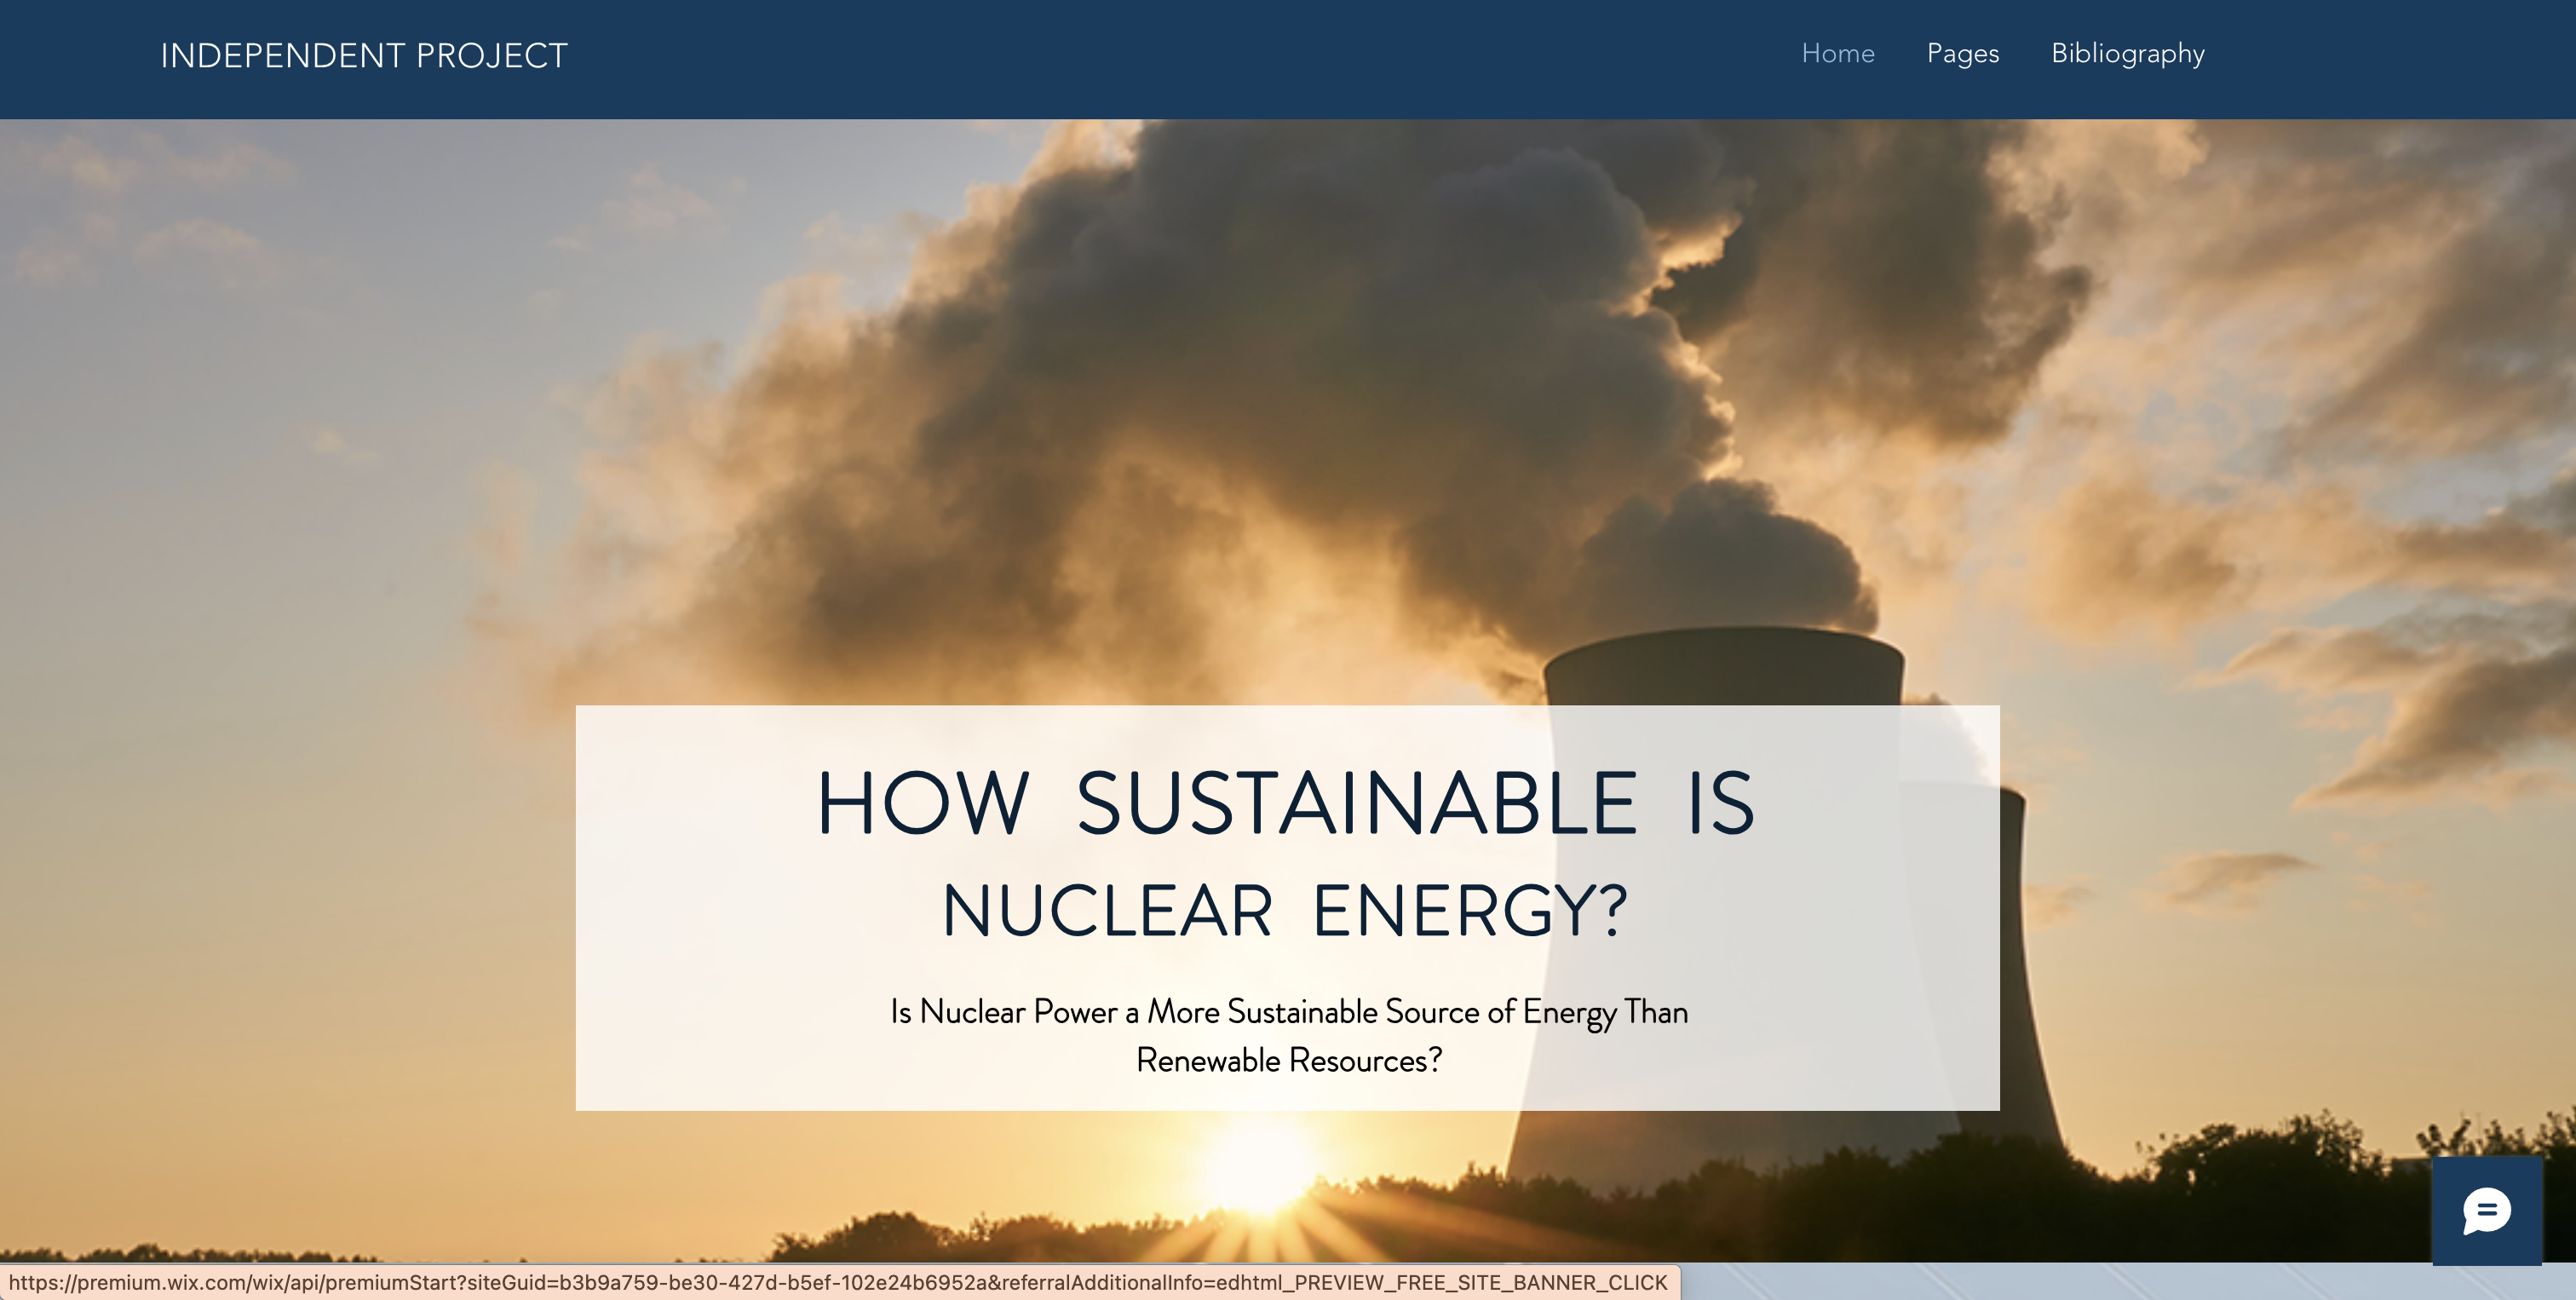 INDEPENDENT PROJECT
Home Pages Bibliography
HOW SUSTAINABLE IS
NUCLEAR ENERGY?
Is Nuclear Power a More Sustainable Source of Energy Than
Renewable Resources?
https://premium.wix.com/wix/api/premiumStart?siteGuid=b3b9a759-be30-427d-b5ef-102e24b6952a&referralAdditionalInfo=edhtml_PREVIEW_FREE_SITE_BANNER_CLICK